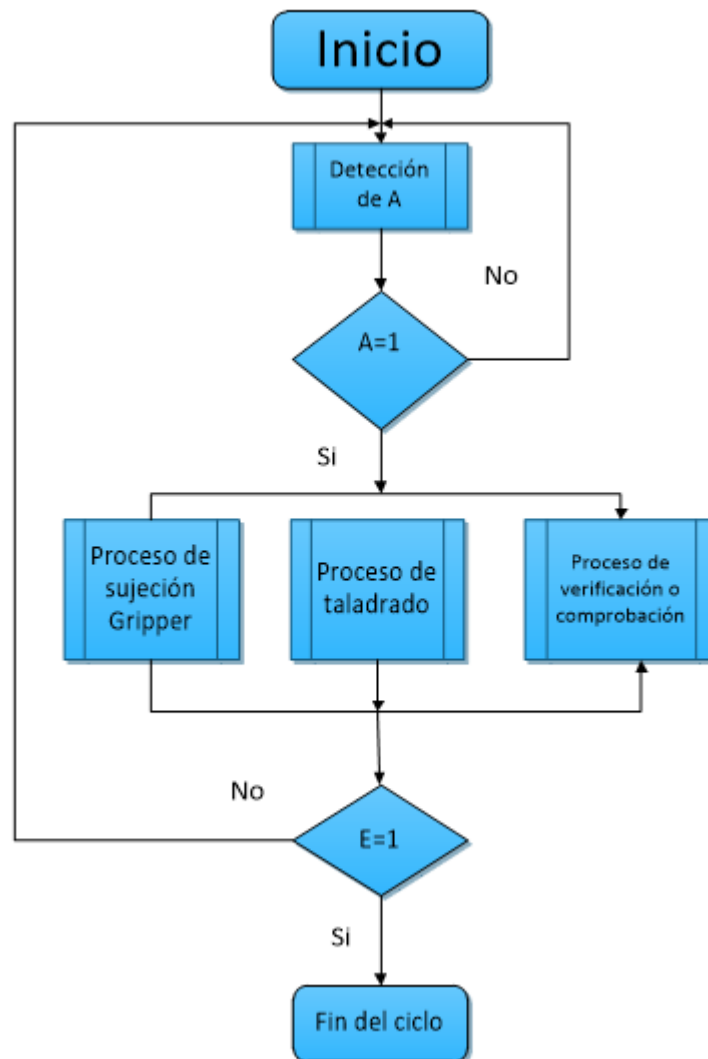 Inicio
Detección
de A
No
A=1
Si
Proceso de
sujeción
Gripper
Proceso de
taladrado
Proceso de
verificación o
comprobación
No
E=1
Si
Fin del ciclo